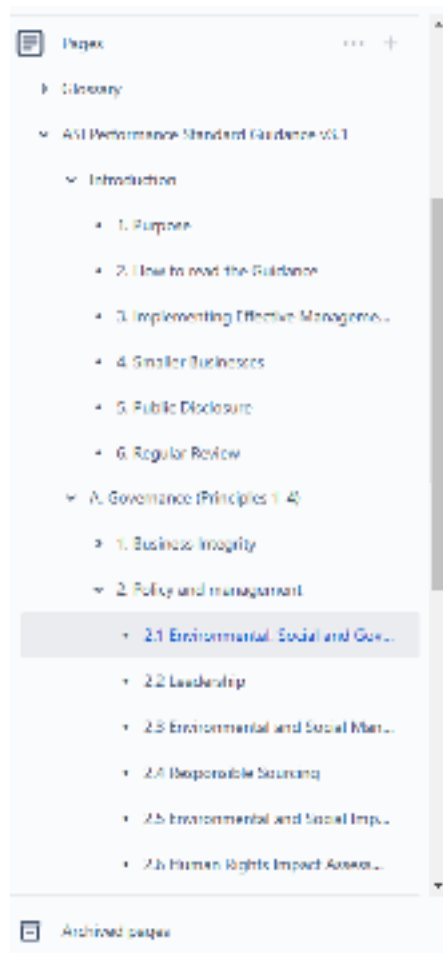 Pages
Glossary
ASI Performance Standard Guidance v3.1
Introduction
1. Purpose
2. How to read the Guidance
3. Implementing Effective Manageme...
4. Smaller Businesses
5. Public Disclosure
6. Regular Review
A. Governance (Principles 1-4)
1. Business Integrity
2. Policy and management
2.1 Environmental, Social and Gov...
2.2 Leadership
2.3 Environmental and Social Man...
2.4 Responsible Sourcing
2.5 Environmental and Social Imp...
2.6 Human Rights Impact Assess...
Archived pages